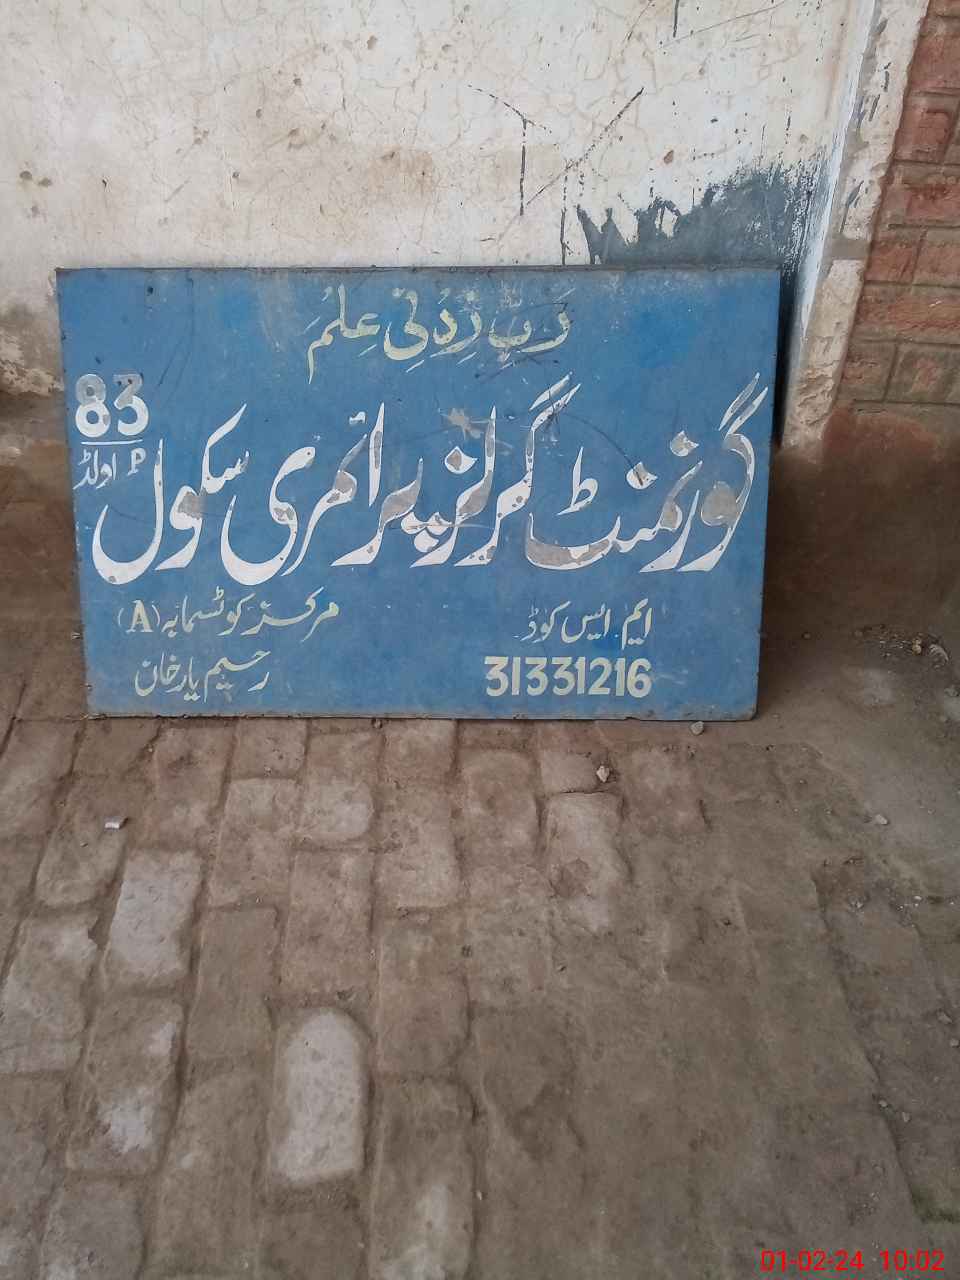 رَبِّ زِدْنِی عِلْمَ
گورنمنٹ گرلز پرائمری سکول
83
P اولڈ
ایم ایس کوڈ
31331216
مرکز کوٹسمابہ (A)
رحیم یار خان
01-02-24 10:02